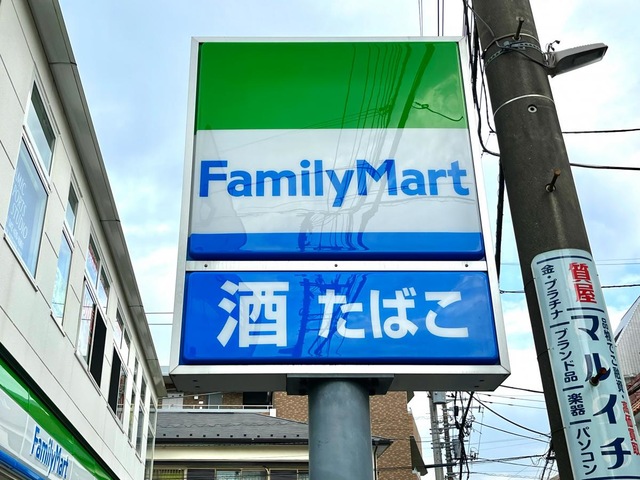 FamilyMart
酒 たばこ
FamilyMart
質屋 マルイチ
金・プラチナ ブランド品 楽器 パソコン